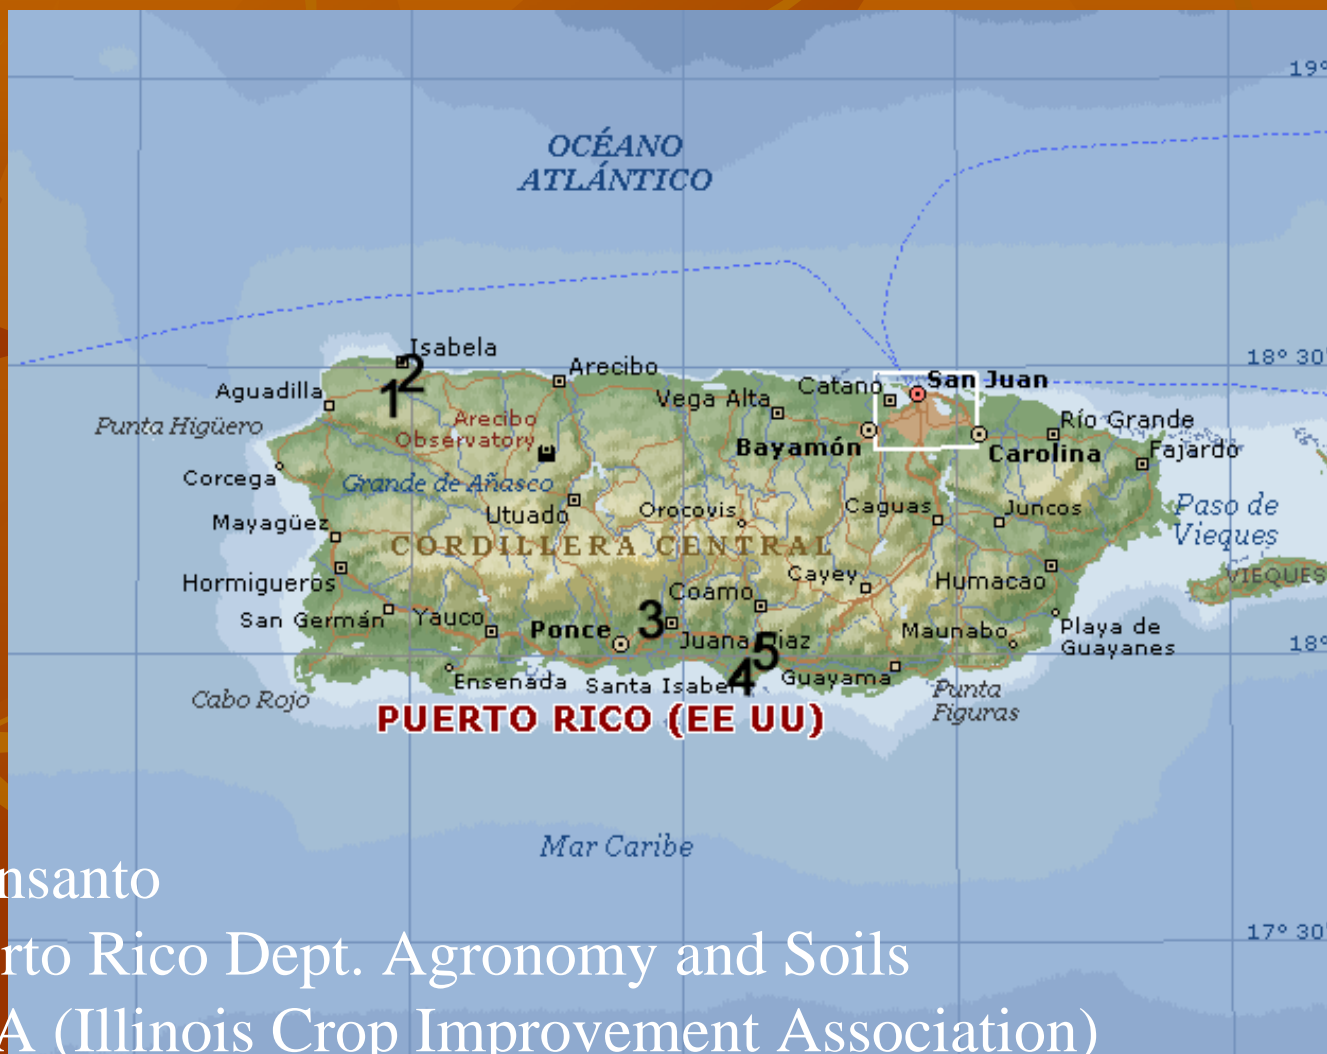 19°
OCÉANO
ATLÁNTICO
Isabela
2
18° 30'
Arecibo
San Juan
Aguadilla
1
Catano
Vega Alta
Punta Higüero
Arecibo
Observatory
Río Grande
Bayamón
Carolina
Fajardo
Corcega
Grande de Añasco
Utuado
Orocovis
Caguas
Juncos
Paso de
Vieques
Mayagüez
CORDILLERA CENTRAL
Hormigueros
Cayey
Humacao
VIEQUES
Coamo
San Germán
Yauco
Ponce
3
Juana Diaz
Maunabo
Playa de
Guayanes
18°
5
Cabo Rojo
Ensenada
Santa Isabel
4
Guayama
Punta
Figuras
PUERTO RICO (EE UU)
Mar Caribe
nsanto
17° 30'
rto Rico Dept. Agronomy and Soils
A (Illinois Crop Improvement Association)